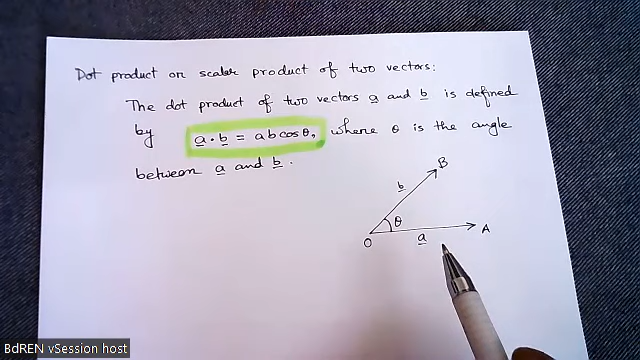 Dot product or scalar product of two vectors:
The dot product of two vectors a and b is defined
by a · b = ab cos θ, where θ is the angle
between a and b.
B
b
θ
O
a
A
BdREN vSession host